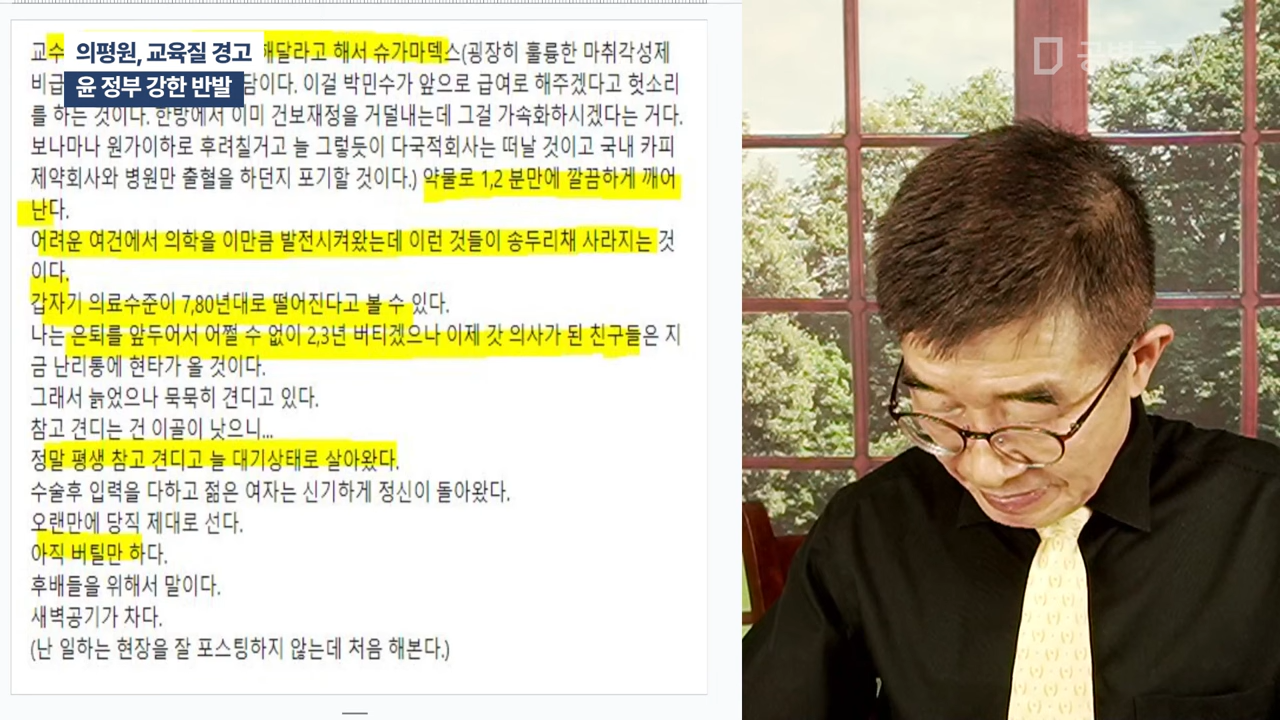 의평원, 교육질 경고
윤 정부 강한 반발
교수 해달라고 해서 슈가마덱스(굉장히 훌륭한 마취각성제
비급 담이다. 이걸 박민수가 앞으로 급여로 해주겠다고 헛소리
를 하는 것이다. 한방에서 이미 건보재정을 거덜내는데 그걸 가속화하시겠다는 거다.
보나마나 원가이하로 후려칠거고 늘 그렇듯이 다국적회사는 떠날 것이고 국내 카피
제약회사와 병원만 출혈을 하던지 포기할 것이다.) 약물로 1,2 분만에 깔끔하게 깨어
난다.
어려운 여건에서 의학을 이만큼 발전시켜왔는데 이런 것들이 송두리채 사라지는 것
이다.
갑자기 의료수준이 7,80년대로 떨어진다고 볼 수 있다.
나는 은퇴를 앞두어서 어쩔 수 없이 2,3년 버티겠으나 이제 갓 의사가 된 친구들은 지
금 난리통에 현타가 올 것이다.
그래서 늙었으나 묵묵히 견디고 있다.
참고 견디는 건 이골이 낫으니...
정말 평생 참고 견디고 늘 대기상태로 살아왔다.
수술후 입력을 다하고 젊은 여자는 신기하게 정신이 돌아왔다.
오랜만에 당직 제대로 선다.
아직 버틸만 하다.
후배들을 위해서 말이다.
새벽공기가 차다.
(난 일하는 현장을 잘 포스팅하지 않는데 처음 해본다.)